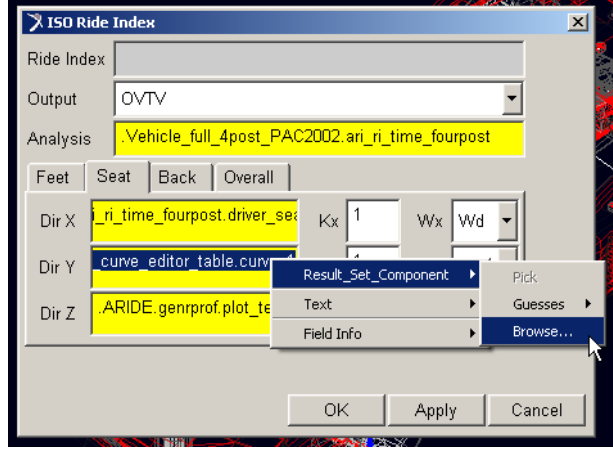 ISO Ride Index
Ride Index
Output OVTV
Analysis .Vehicle_full_4post_PAC2002.ari_ri_time_fourpost
Feet Seat Back Overall
Dir X i_ri_time_fourpost.driver_sea Kx 1 Wx Wd
Dir Y _curve_editor_table.curve_1 1
Result_Set_Component Pick
Dir Z .ARIDE.genrprof.plot_te Text Guesses
Field Info Browse...
OK Apply Cancel